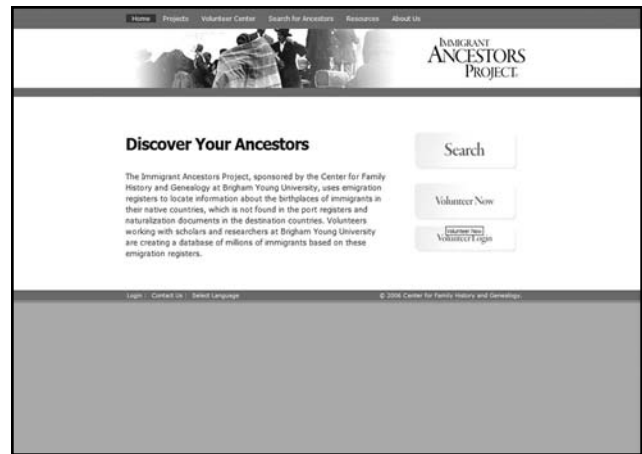 Home Projects Volunteer Center Search for Ancestors Resources About Us
IMMIGRANT
ANCESTORS
PROJECT
Discover Your Ancestors
The Immigrant Ancestors Project, sponsored by the Center for Family
History and Genealogy at Brigham Young University, uses emigration
registers to locate information about the birthplaces of immigrants in
their native countries, which is not found in the port registers and
naturalization documents in the destination countries. Volunteers
working with scholars and researchers at Brigham Young University
are creating a database of millions of immigrants based on these
emigration registers.
Search
Volunteer Now
Volunteer Now
Volunteer Login
Login | Contact Us | Select Language
© 2006 Center for Family History and Genealogy.